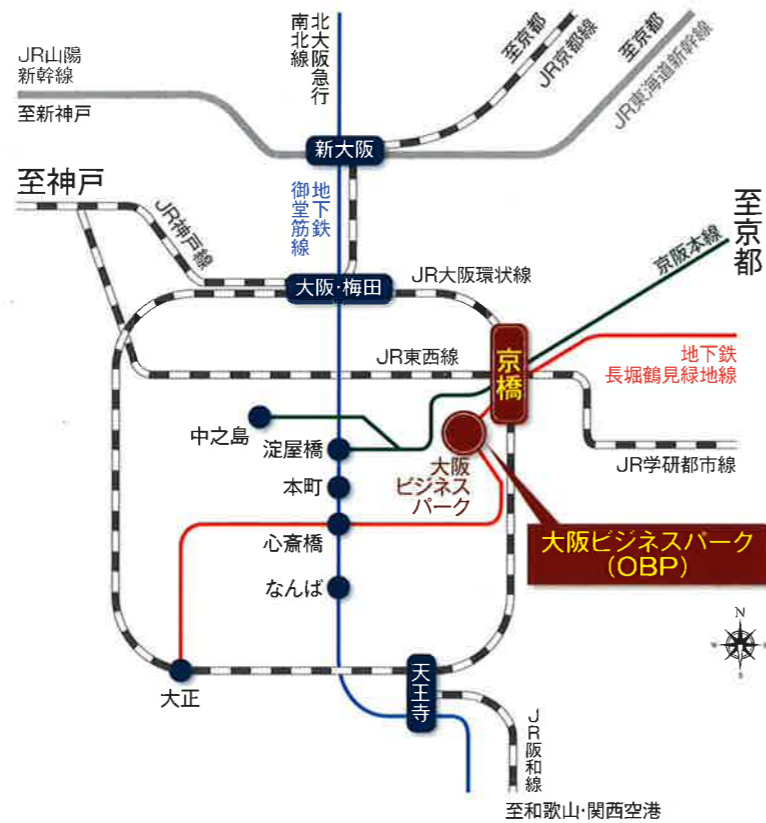 北大阪急行
南北線
至京都
JR京都線
至京都
JR東海道新幹線
JR山陽
新幹線
至新神戸
新大阪
至神戸
JR神戸線
地下鉄
御堂筋線
至京都
京阪本線
大阪・梅田
JR大阪環状線
京橋
JR東西線
地下鉄
長堀鶴見緑地線
中之島
淀屋橋
大阪
ビジネス
パーク
JR学研都市線
本町
心斎橋
大阪ビジネスパーク
(OBP)
なんば
N
W
E
S
大正
天王寺
JR阪和線
至和歌山・関西空港